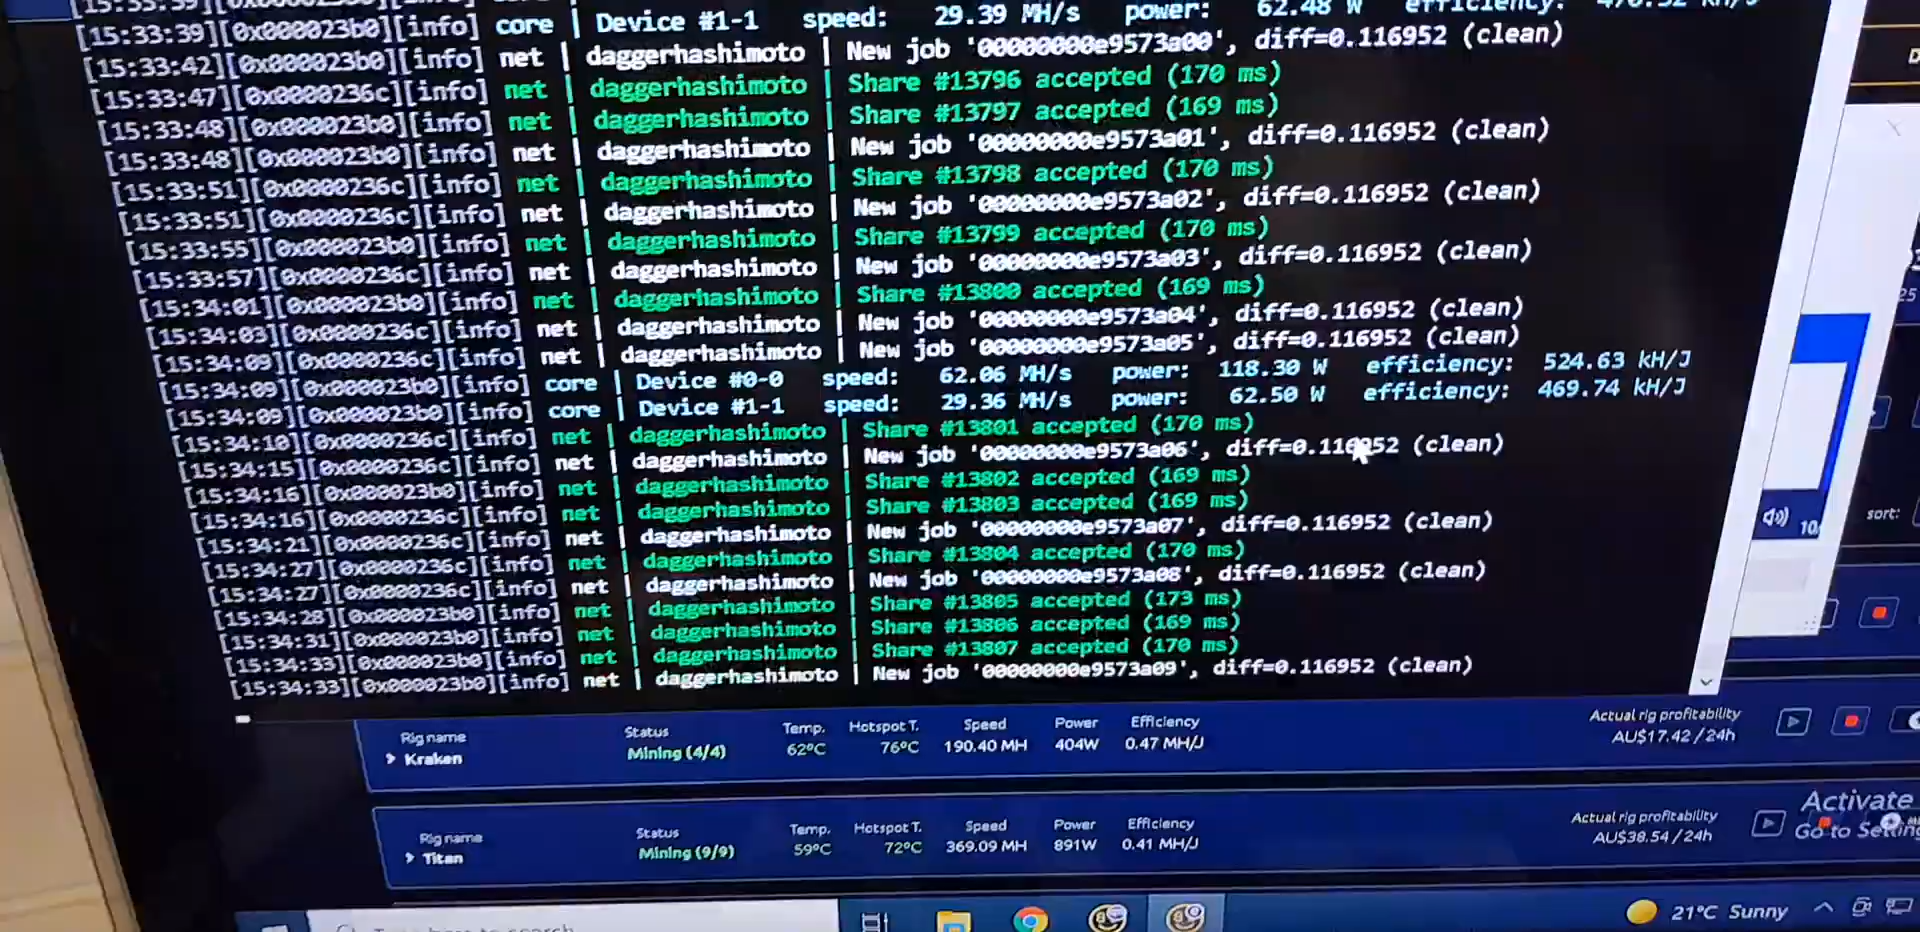 [15:33:39][0x000023b0][info] core | Device #1-1 speed: 29.39 MH/s power: 62.48 W efficiency:
[15:33:42][0x000023b0][info] net | daggerhashimoto | New job '00000000e9573a00', diff=0.116952 (clean)
[15:33:47][0x0000236c][info] net | daggerhashimoto | Share #13796 accepted (170 ms)
[15:33:48][0x000023b0][info] net | daggerhashimoto | Share #13797 accepted (169 ms)
[15:33:48][0x000023b0][info] net | daggerhashimoto | New job '00000000e9573a01', diff=0.116952 (clean)
[15:33:51][0x0000236c][info] net | daggerhashimoto | Share #13798 accepted (170 ms)
[15:33:51][0x0000236c][info] net | daggerhashimoto | New job '00000000e9573a02', diff=0.116952 (clean)
[15:33:55][0x000023b0][info] net | daggerhashimoto | Share #13799 accepted (170 ms)
[15:33:57][0x0000236c][info] net | daggerhashimoto | New job '00000000e9573a03', diff=0.116952 (clean)
[15:34:01][0x000023b0][info] net | daggerhashimoto | Share #13800 accepted (169 ms)
[15:34:03][0x0000236c][info] net | daggerhashimoto | New job '00000000e9573a04', diff=0.116952 (clean)
[15:34:09][0x0000236c][info] net | daggerhashimoto | New job '00000000e9573a05', diff=0.116952 (clean)
[15:34:09][0x000023b0][info] core | Device #0-0 speed: 62.06 MH/s power: 118.30 W efficiency: 524.63 kH/J
[15:34:09][0x000023b0][info] core | Device #1-1 speed: 29.36 MH/s power: 62.50 W efficiency: 469.74 kH/J
[15:34:10][0x0000236c][info] net | daggerhashimoto | Share #13801 accepted (170 ms)
[15:34:15][0x0000236c][info] net | daggerhashimoto | New job '00000000e9573a06', diff=0.116952 (clean)
[15:34:16][0x000023b0][info] net | daggerhashimoto | Share #13802 accepted (169 ms)
[15:34:16][0x0000236c][info] net | daggerhashimoto | Share #13803 accepted (169 ms)
[15:34:21][0x0000236c][info] net | daggerhashimoto | New job '00000000e9573a07', diff=0.116952 (clean)
[15:34:27][0x0000236c][info] net | daggerhashimoto | Share #13804 accepted (170 ms)
[15:34:27][0x0000236c][info] net | daggerhashimoto | New job '00000000e9573a08', diff=0.116952 (clean)
[15:34:28][0x000023b0][info] net | daggerhashimoto | Share #13805 accepted (173 ms)
[15:34:31][0x000023b0][info] net | daggerhashimoto | Share #13806 accepted (169 ms)
[15:34:33][0x000023b0][info] net | daggerhashimoto | Share #13807 accepted (170 ms)
[15:34:33][0x000023b0][info] net | daggerhashimoto | New job '00000000e9573a09', diff=0.116952 (clean)
sort:
Rig name Status Temp. Hotspot T. Speed Power Efficiency Actual rig profitability
Kraken Mining (4/4) 62°C 76°C 190.40 MH 404W 0.47 MH/J AU$17.42 / 24h
Rig name Status Temp. Hotspot T. Speed Power Efficiency Actual rig profitability
Titan Mining (9/9) 59°C 72°C 369.09 MH 891W 0.41 MH/J AU$38.54 / 24h
Activate
Go to
21°C Sunny